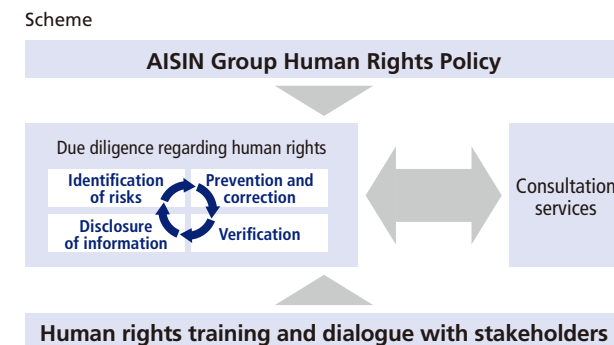 Scheme
AISIN Group Human Rights Policy
Due diligence regarding human rights
Identification
of risks
Prevention and
correction
Disclosure
of information
Verification
Consultation
services
Human rights training and dialogue with stakeholders